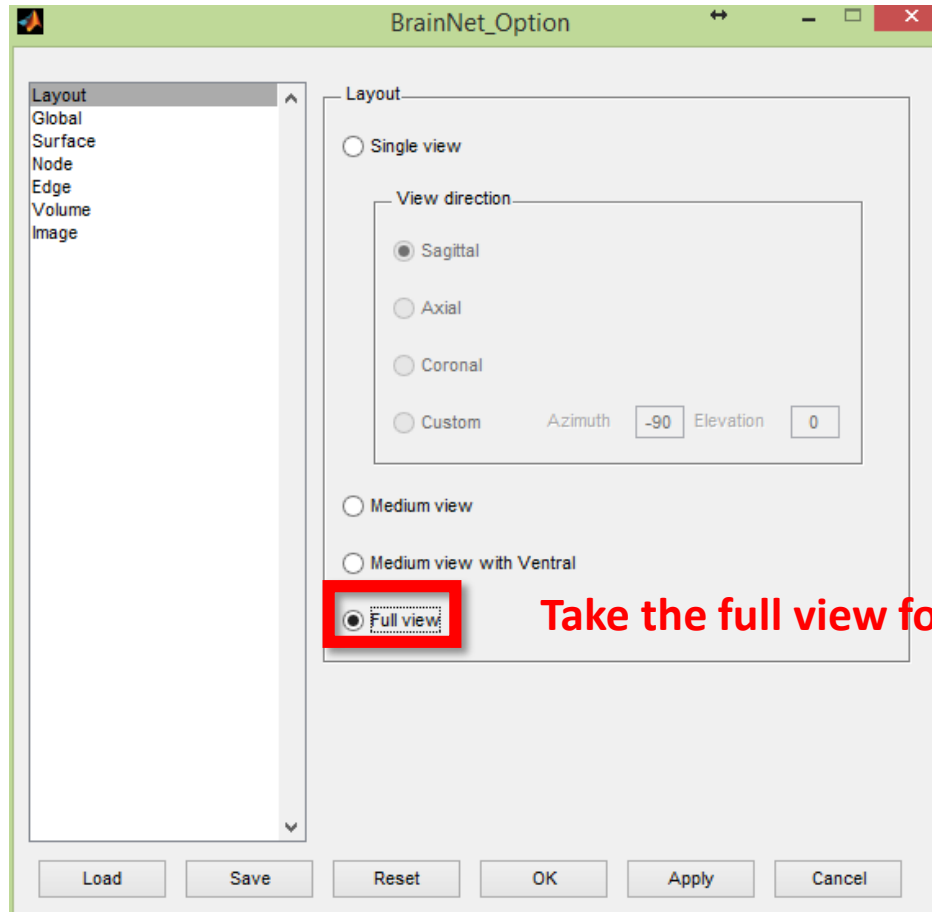 BrainNet_Option
Layout
Global
Surface
Node
Edge
Volume
Image
Layout
Single view
View direction
Sagittal
Axial
Coronal
Custom Azimuth -90 Elevation 0
Medium view
Medium view with Ventral
Full view
Take the full view fo
Load Save Reset OK Apply Cancel